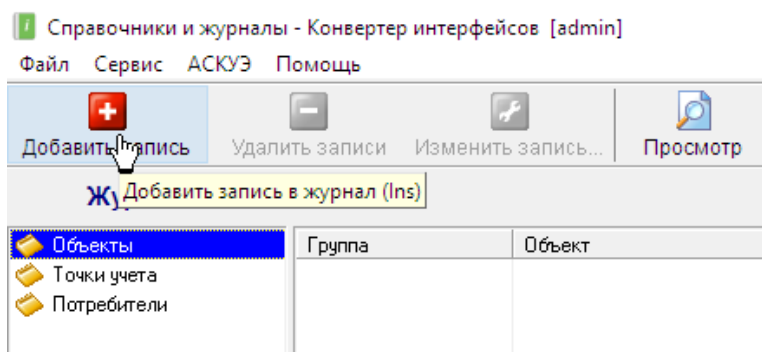 Справочники и журналы - Конвертер интерфейсов [admin]
Файл Сервис АСКУЭ Помощь
Добавить запись Удалить записи Изменить запись... Просмотр
Добавить запись в журнал (Ins)
Объекты Группа Объект
Точки учета
Потребители